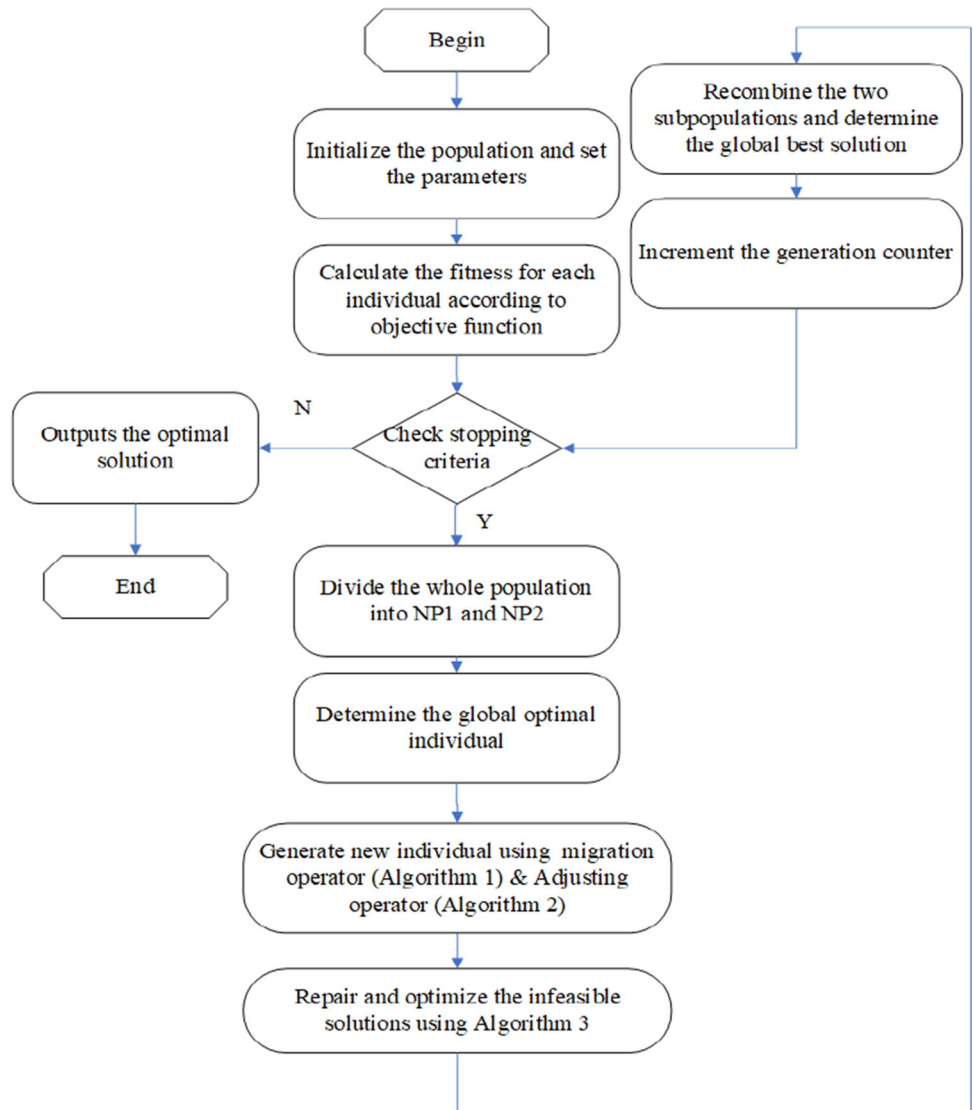 Begin
Initialize the population and set
the parameters
Calculate the fitness for each
individual according to
objective function
Check stopping
criteria
N
Outputs the optimal
solution
End
Y
Divide the whole population
into NP1 and NP2
Determine the global optimal
individual
Generate new individual using migration
operator (Algorithm 1) & Adjusting
operator (Algorithm 2)
Repair and optimize the infeasible
solutions using Algorithm 3
Recombine the two
subpopulations and determine
the global best solution
Increment the generation counter